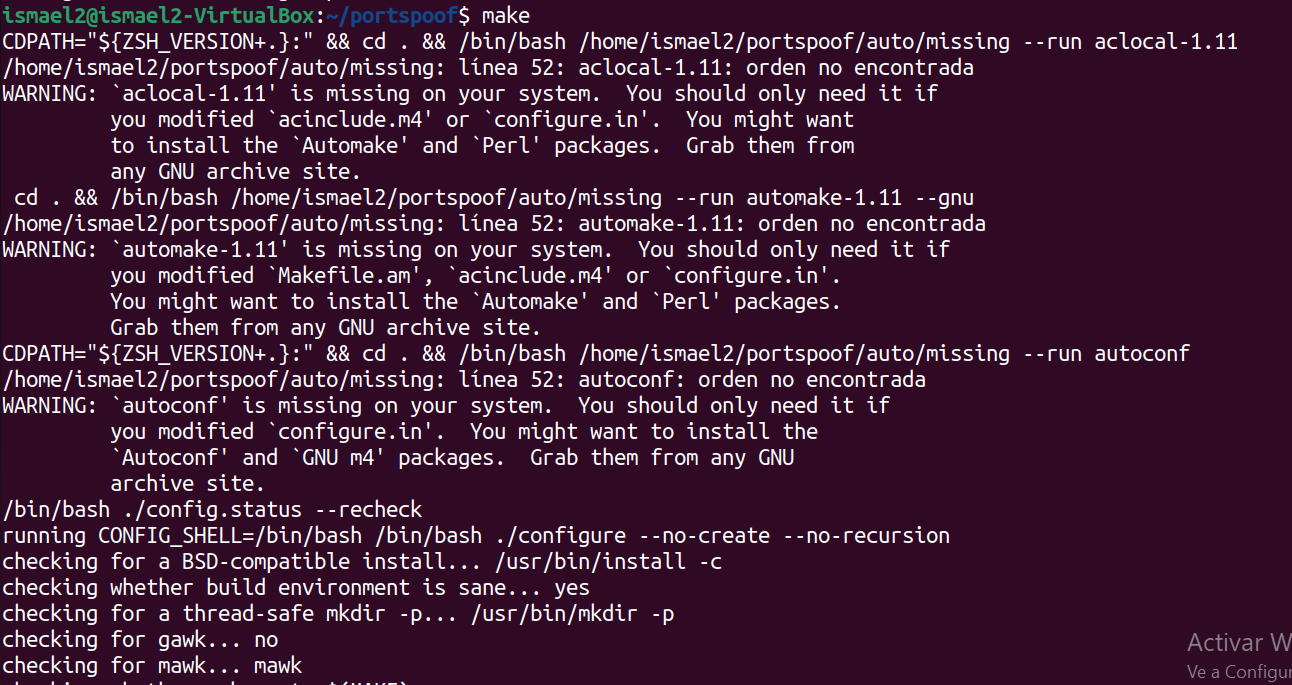 ismael2@ismael2-VirtualBox:~/portspoof$ make
CDPATH="${ZSH_VERSION+.}:" && cd . && /bin/bash /home/ismael2/portspoof/auto/missing --run aclocal-1.11
/home/ismael2/portspoof/auto/missing: línea 52: aclocal-1.11: orden no encontrada
WARNING: `aclocal-1.11' is missing on your system.  You should only need it if
         you modified `acinclude.m4' or `configure.in'.  You might want
         to install the `Automake' and `Perl' packages.  Grab them from
         any GNU archive site.
 cd . && /bin/bash /home/ismael2/portspoof/auto/missing --run automake-1.11 --gnu
/home/ismael2/portspoof/auto/missing: línea 52: automake-1.11: orden no encontrada
WARNING: `automake-1.11' is missing on your system.  You should only need it if
         you modified `Makefile.am', `acinclude.m4' or `configure.in'.
         You might want to install the `Automake' and `Perl' packages.
         Grab them from any GNU archive site.
CDPATH="${ZSH_VERSION+.}:" && cd . && /bin/bash /home/ismael2/portspoof/auto/missing --run autoconf
/home/ismael2/portspoof/auto/missing: línea 52: autoconf: orden no encontrada
WARNING: `autoconf' is missing on your system.  You should only need it if
         you modified `configure.in'.  You might want to install the
         `Autoconf' and `GNU m4' packages.  Grab them from any GNU
         archive site.
/bin/bash ./config.status --recheck
running CONFIG_SHELL=/bin/bash /bin/bash ./configure --no-create --no-recursion
checking for a BSD-compatible install... /usr/bin/install -c
checking whether build environment is sane... yes
checking for a thread-safe mkdir -p... /usr/bin/mkdir -p
checking for gawk... no
checking for mawk... mawk
Activar W
Ve a Configur